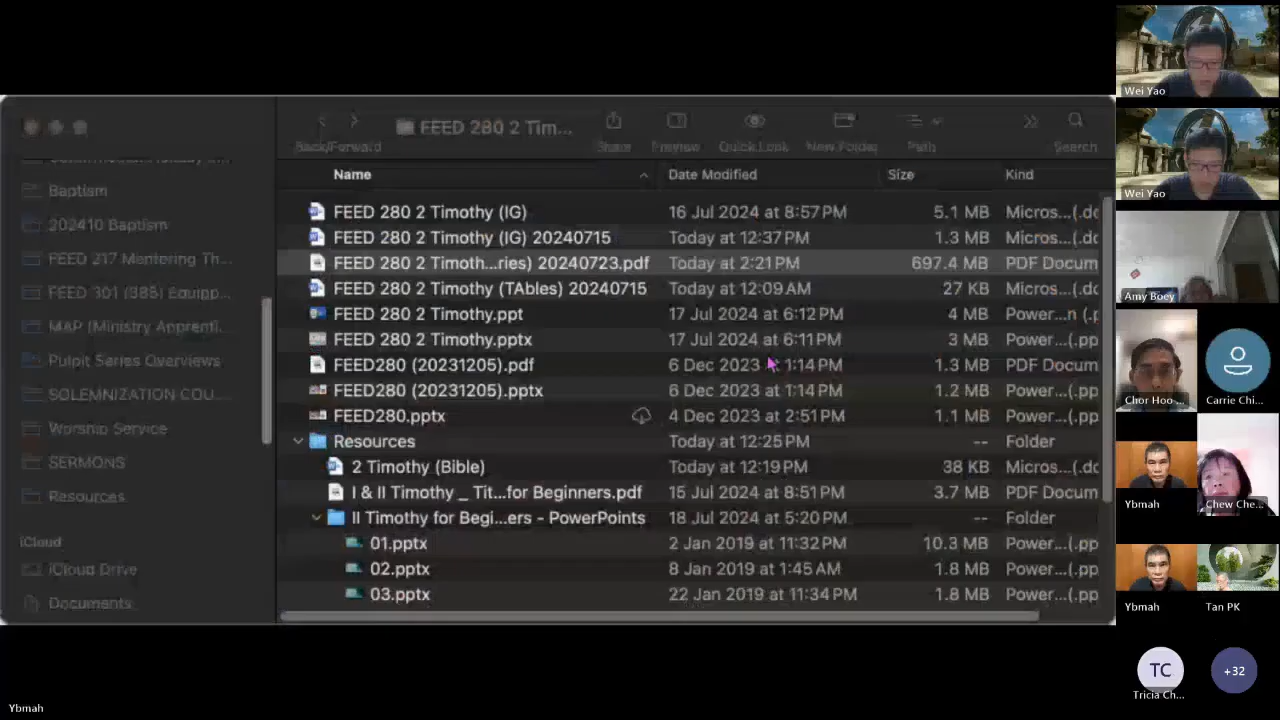 FEED 280 2 Tim...
Back/Forward Share Preview Quick Look New Folder Path Search
Name Date Modified Size Kind
Baptism
202410 Baptism
FEED 217 Mentoring Th...
FEED 301 (388) Equipp...
MAP (Ministry Apprenti...
Pulpit Series Overviews
SOLEMNIZATION COU...
Worship Service
SERMONS
Resources
iCloud
iCloud Drive
Documents
FEED 280 2 Timothy (IG) 16 Jul 2024 at 8:57 PM 5.1 MB Micros...(.dc
FEED 280 2 Timothy (IG) 20240715 Today at 12:37 PM 1.3 MB Micros...(.dc
FEED 280 2 Timoth...ries) 20240723.pdf Today at 2:21 PM 697.4 MB PDF Docum
FEED 280 2 Timothy (TAbles) 20240715 Today at 12:09 AM 27 KB Micros...(.dc
FEED 280 2 Timothy.ppt 17 Jul 2024 at 6:12 PM 4 MB Power...n (.p
FEED 280 2 Timothy.pptx 17 Jul 2024 at 6:11 PM 3 MB Power...(.pp
FEED280 (20231205).pdf 6 Dec 2023 1:14 PM 1.3 MB PDF Docum
FEED280 (20231205).pptx 6 Dec 2023 at 1:14 PM 1.2 MB Power...(.pp
FEED280.pptx 4 Dec 2023 at 2:51 PM 1.1 MB Power...(.pp
Resources Today at 12:25 PM -- Folder
2 Timothy (Bible) Today at 12:19 PM 38 KB Micros...(.dc
I & II Timothy _ Tit...for Beginners.pdf 15 Jul 2024 at 8:51 PM 3.7 MB PDF Docum
II Timothy for Begi...ers - PowerPoints 18 Jul 2024 at 5:20 PM -- Folder
01.pptx 2 Jan 2019 at 11:32 PM 10.3 MB Power...(.pp
02.pptx 8 Jan 2019 at 1:45 AM 1.8 MB Power...(.pp
03.pptx 22 Jan 2019 at 11:34 PM 1.8 MB Power...(.pp
Ybmah
Wei Yao
Wei Yao
Amy Boey
Chor Hoo ... Carrie Chi...
Ybmah Chew Che...
Ybmah Tan PK
TC +32
Tricia Ch...